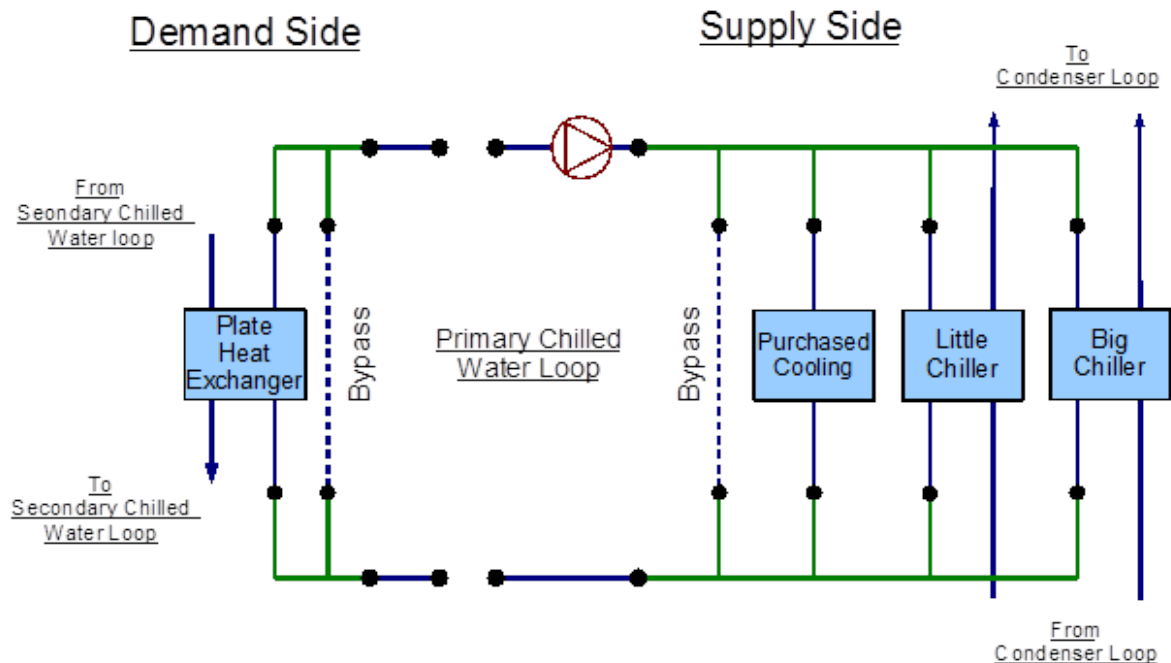 Demand Side
Supply Side
To
Condenser Loop
From
Seondary Chilled
Water loop
Plate
Heat
Exchanger
Bypass
Primary Chilled
Water Loop
Bypass
Purchased
Cooling
Little
Chiller
Big
Chiller
To
Secondary Chilled
Water Loop
From
Condenser Loop